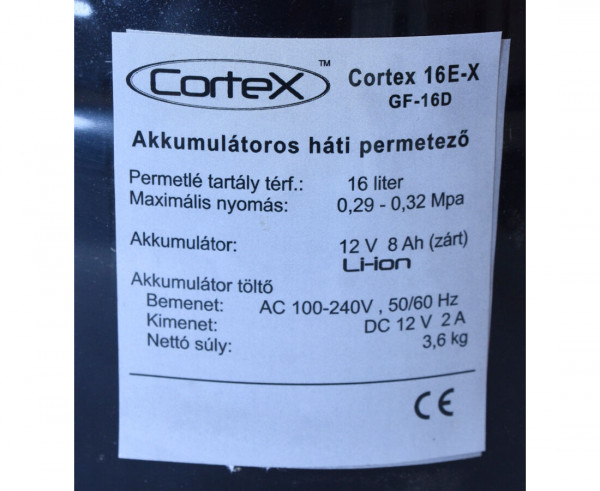 CorteX™ Cortex 16E-X
GF-16D
Akkumulátoros háti permetező
Permetlé tartály térf.: 16 liter
Maximális nyomás: 0,29 - 0,32 Mpa
Akkumulátor: 12 V 8 Ah (zárt)
Li-ion
Akkumulátor töltő
Bemenet: AC 100-240V , 50/60 Hz
Kimenet: DC 12 V 2 A
Nettó súly: 3,6 kg
CE